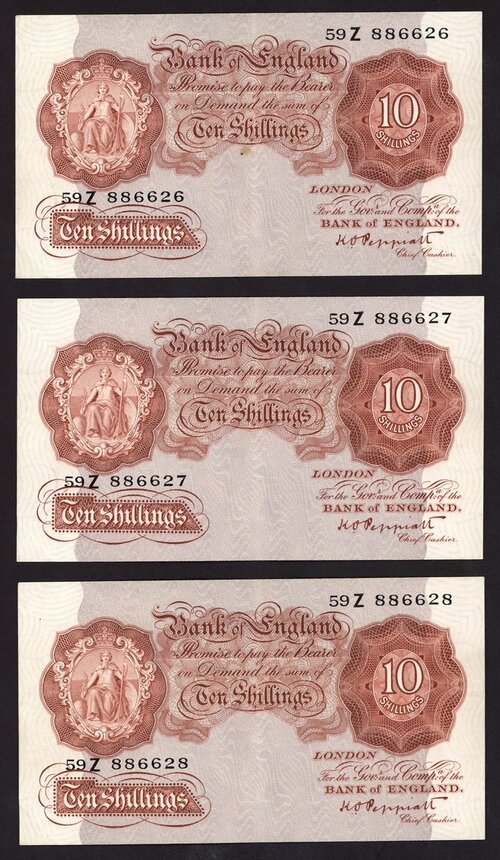 59Z 886626
Bank of England
Promise to pay the Bearer
on Demand the sum of
Ten Shillings
10
SHILLINGS
59Z 886626
Ten Shillings
LONDON
For the Govr. and Compa. of the
BANK OF ENGLAND.
K O Peppiatt
Chief Cashier.
59Z 886627
Bank of England
Promise to pay the Bearer
on Demand the sum of
Ten Shillings
10
SHILLINGS
59Z 886627
Ten Shillings
LONDON
For the Govr. and Compa. of the
BANK OF ENGLAND.
K O Peppiatt
Chief Cashier.
59Z 886628
Bank of England
Promise to pay the Bearer
on Demand the sum of
Ten Shillings
10
SHILLINGS
59Z 886628
Ten Shillings
LONDON
For the Govr. and Compa. of the
BANK OF ENGLAND.
K O Peppiatt
Chief Cashier.